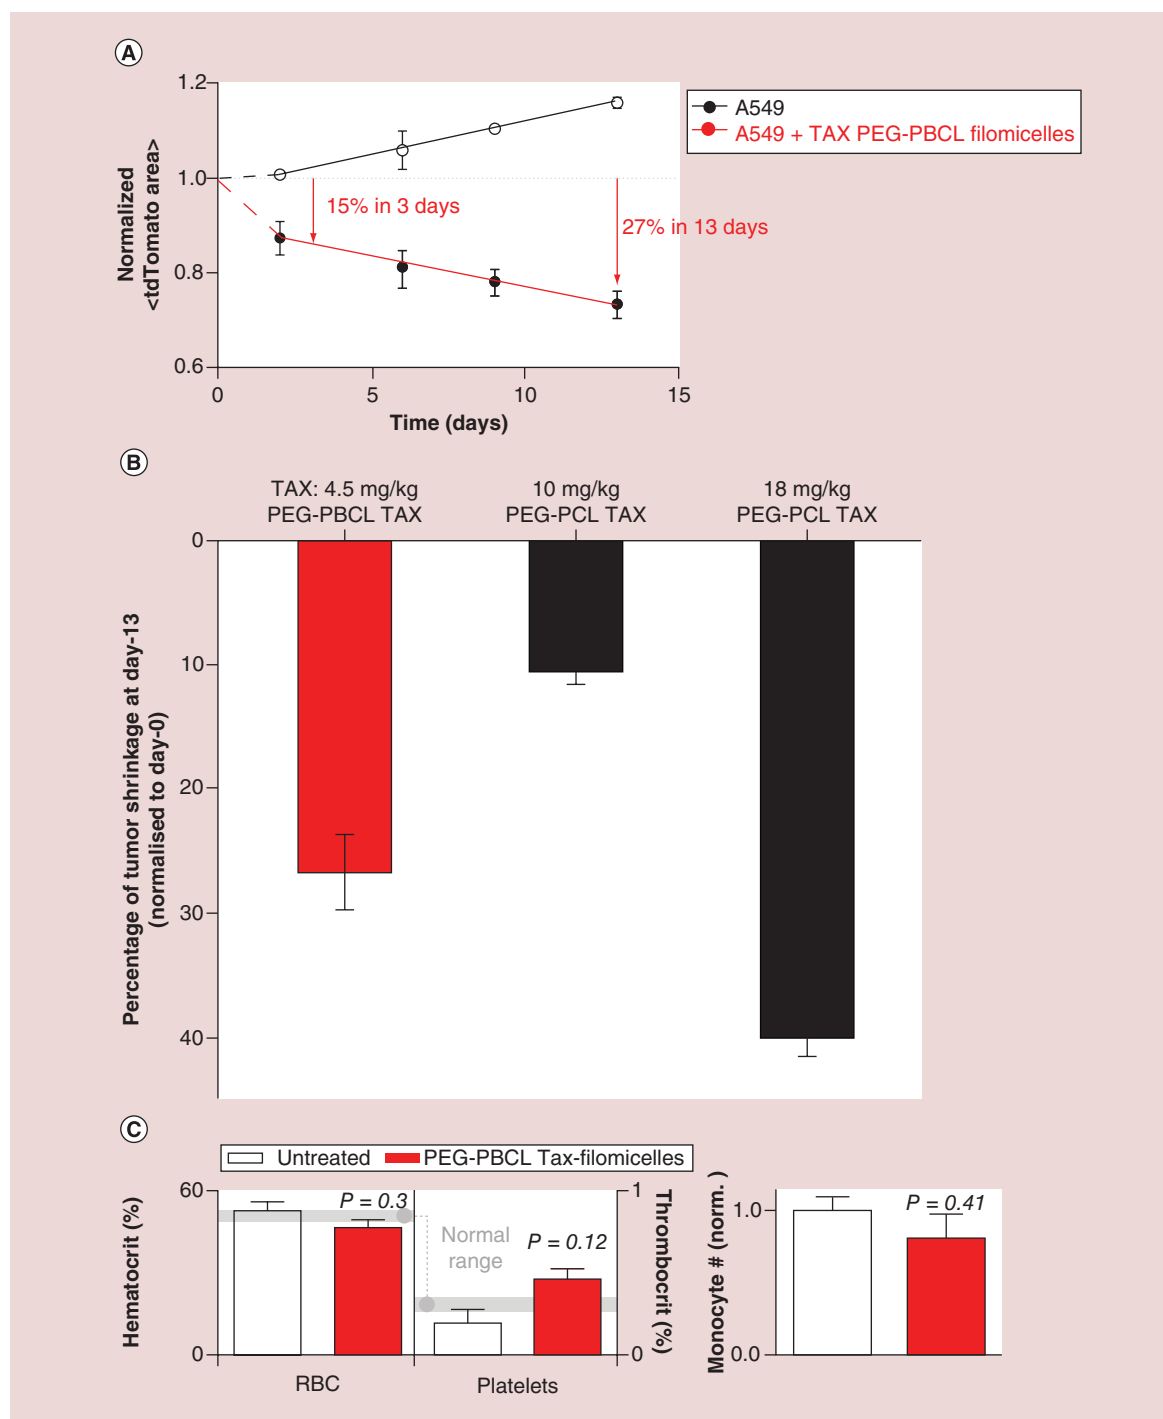 A
1.2
1.0
0.8
0.6
Normalized
<tdTomato area>
0
5
10
15
Time (days)
A549
A549 + TAX PEG-PBCL filomicelles
15% in 3 days
27% in 13 days
B
TAX: 4.5 mg/kg
PEG-PBCL TAX
10 mg/kg
PEG-PCL TAX
18 mg/kg
PEG-PCL TAX
0
10
20
30
40
Percentage of tumor shrinkage at day-13
(normalised to day-0)
C
Untreated
PEG-PBCL Tax-filomicelles
Hematocrit (%)
60
0
P = 0.3
Normal
range
P = 0.12
1
0
Thrombocrit (%)
RBC
Platelets
Monocyte # (norm. )
1.0
0.0
P = 0.41